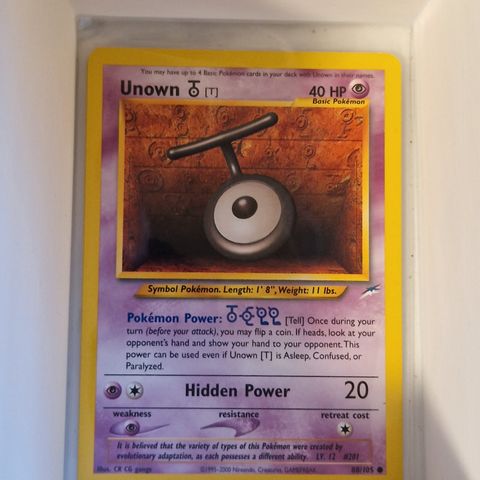 You may have up to 4 Basic Pokémon cards in your deck with Unown in their names.
Unown [T] 40 HP
Basic Pokémon
Symbol Pokémon. Length: 1' 8", Weight: 11 lbs.
Pokémon Power: [Tell] Once during your
turn (before your attack), you may flip a coin. If heads, look at your
opponent's hand and show your hand to your opponent. This
power can be used even if Unown [T] is Asleep, Confused, or
Paralyzed.
Hidden Power 20
weakness resistance retreat cost
It is believed that the variety of types of this Pokémon were created by
evolutionary adaptation, as each possesses a different ability. LV. 12 #201
Illus. CR CG gangs ©1995-2000 Nintendo, Creatures, GAMEFREAK. 88/105